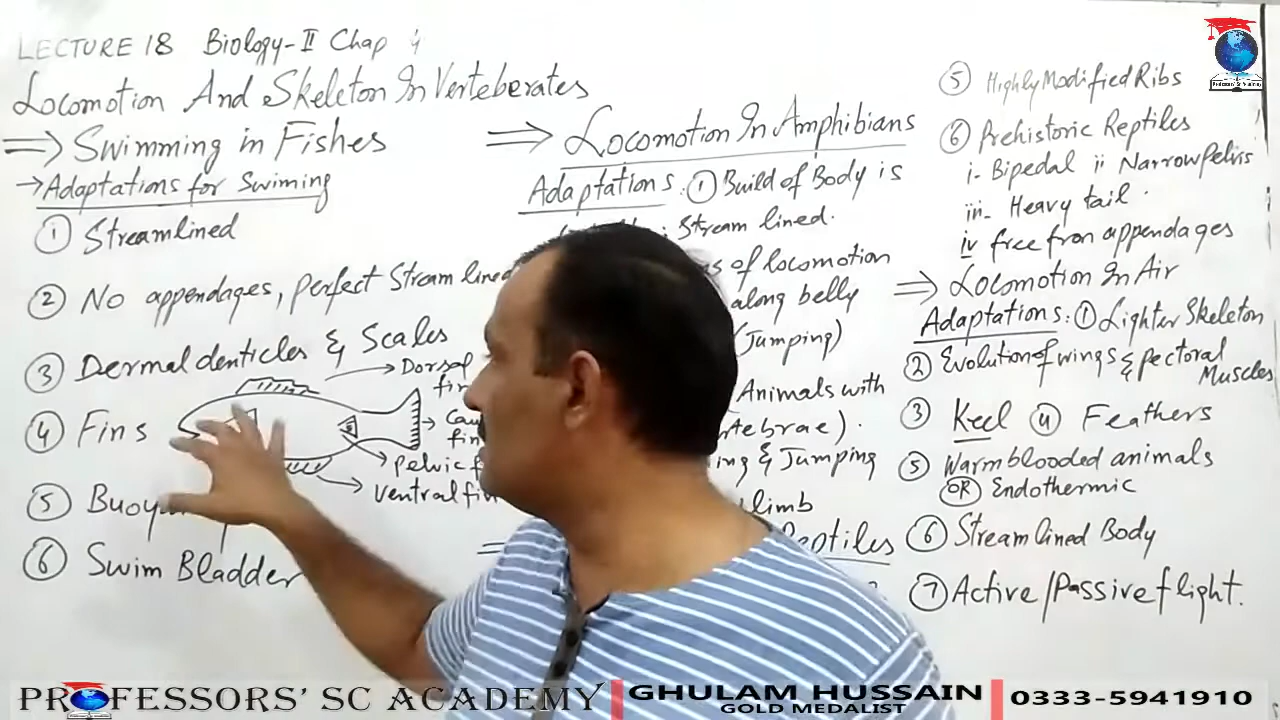 LECTURE 18 Biology-II Chap 4
Locomotion And Skeleton In Verteberates
⇒ Swimming in Fishes
→ Adaptations for Swiming
① Streamlined
② No appendages, perfect Stream lined
③ Dermal denticles & Scales
④ Fins
Dorsal
fin
fin
Pelvic f
Ventral fin
⑤ Buoy
⑥ Swim Bladder
⇒ Locomotion In Amphibians
Adaptations: ① Build of Body is
Stream lined.
of locomotion
along belly
(Jumping)
Animals with
tebrae).
ing & Jumping
limb
Reptiles
⑤ Highly Modified Ribs
⑥ Prehistoric Reptiles
i- Bipedal ii Narrow Pelvis
iii- Heavy tail.
iv free from appendages
⇒ Locomotion In Air
Adaptations: ① Lighter Skeleton
② Evolution of wings & pectoral
Muscles
③ Keel ④ Feathers
⑤ Warm blooded animals
OR Endothermic
⑥ Streamlined Body
⑦ Active/Passive flight.
PROFESSORS' SC ACADEMY
GHULAM HUSSAIN
GOLD MEDALIST
0333-5941910